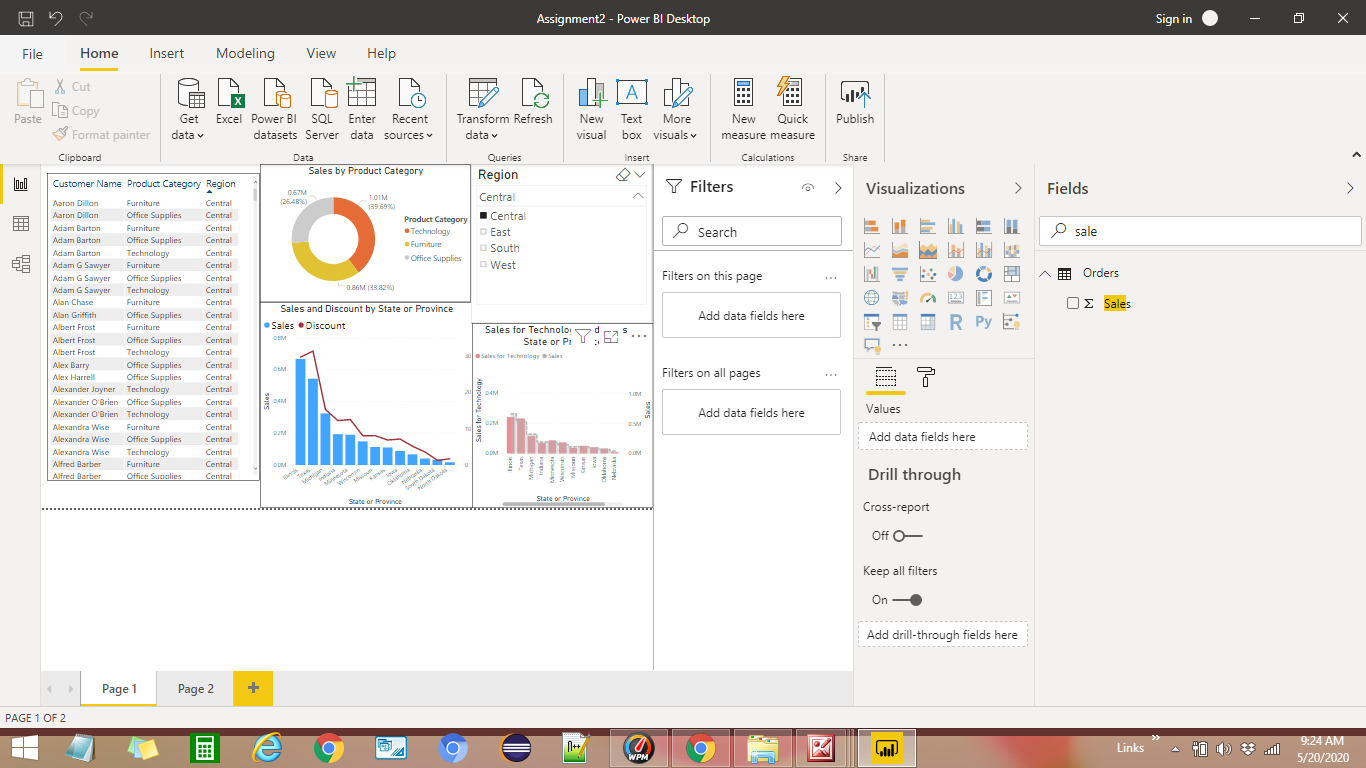 Assignment2 - Power BI Desktop
Sign in
File Home Insert Modeling View Help
Paste
Cut
Copy
Format painter
Clipboard
Get data
Excel
Power BI datasets
SQL Server
Enter data
Recent sources
Data
Transform data
Refresh
Queries
New visual
Text box
More visuals
Insert
New measure
Quick measure
Calculations
Publish
Share
Customer Name Product Category Region
Aaron Dillon Furniture Central
Aaron Dillon Office Supplies Central
Adam Barton Furniture Central
Adam Barton Office Supplies Central
Adam Barton Technology Central
Adam G Sawyer Furniture Central
Adam G Sawyer Office Supplies Central
Adam G Sawyer Technology Central
Alan Chase Furniture Central
Alan Griffith Office Supplies Central
Albert Frost Furniture Central
Albert Frost Office Supplies Central
Albert Frost Technology Central
Alex Barry Office Supplies Central
Alex Harrell Office Supplies Central
Alexander Joyner Technology Central
Alexander O'Brien Office Supplies Central
Alexander O'Brien Technology Central
Alexandra Wise Furniture Central
Alexandra Wise Office Supplies Central
Alexandra Wise Technology Central
Alfred Barber Furniture Central
Alfred Barber Office Supplies Central
Sales by Product Category
0.67M
(26.48%)
1.01M
(39.69%)
0.86M (33.82%)
Product Category
Technology
Furniture
Office Supplies
Region
Central
Central
East
South
West
Sales and Discount by State or Province
Sales Discount
0.8M
0.6M
0.4M
0.2M
0.0M
30
20
10
0
Sales
Illinois
Texas
Michigan
Indiana
Minnesota
Wisconsin
Missouri
Kansas
Iowa
Oklahoma
Nebraska
South Dakota
North Dakota
State or Province
Sales for Technolog
State or Pr
Sales for Technology Sales
Sales for Technology
0.4M
0.2M
0.0M
1.0M
0.5M
0.0M
Sales
Illinois
Texas
Michigan
Indiana
Minnesota
Wisconsin
Missouri
Kansas
Iowa
Oklahoma
Nebraska
State or Province
Filters
Search
Filters on this page
Add data fields here
Filters on all pages
Add data fields here
Visualizations
123
R
Py
Values
Add data fields here
Drill through
Cross-report
Off
Keep all filters
On
Add drill-through fields here
Fields
sale
Orders
Σ Sales
Page 1
Page 2
PAGE 1 OF 2
WPM
Links
9:24 AM
5/20/2020